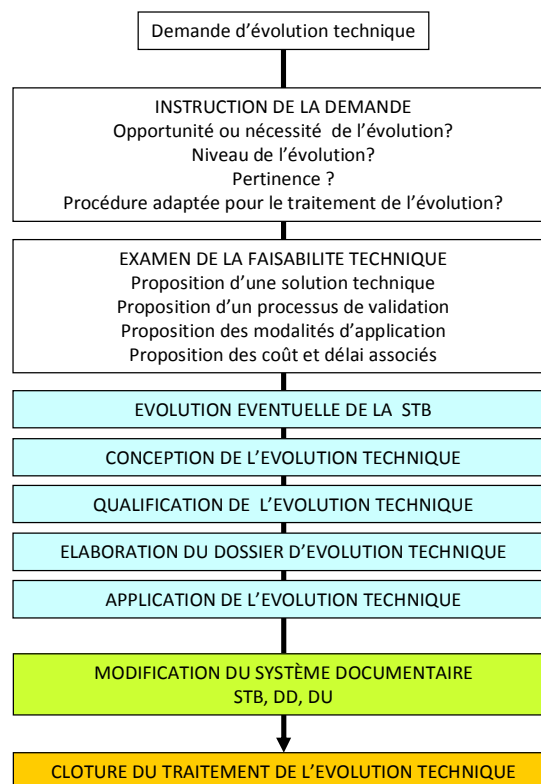 Demande d’évolution technique
INSTRUCTION DE LA DEMANDE
Opportunité ou nécessité de l’évolution?
Niveau de l’évolution?
Pertinence ?
Procédure adaptée pour le traitement de l’évolution?
EXAMEN DE LA FAISABILITE TECHNIQUE
Proposition d’une solution technique
Proposition d’un processus de validation
Proposition des modalités d’application
Proposition des coût et délai associés
EVOLUTION EVENTUELLE DE LA STB
CONCEPTION DE L’EVOLUTION TECHNIQUE
QUALIFICATION DE L’EVOLUTION TECHNIQUE
ELABORATION DU DOSSIER D’EVOLUTION TECHNIQUE
APPLICATION DE L’EVOLUTION TECHNIQUE
MODIFICATION DU SYSTÈME DOCUMENTAIRE
STB, DD, DU
CLOTURE DU TRAITEMENT DE L’EVOLUTION TECHNIQUE